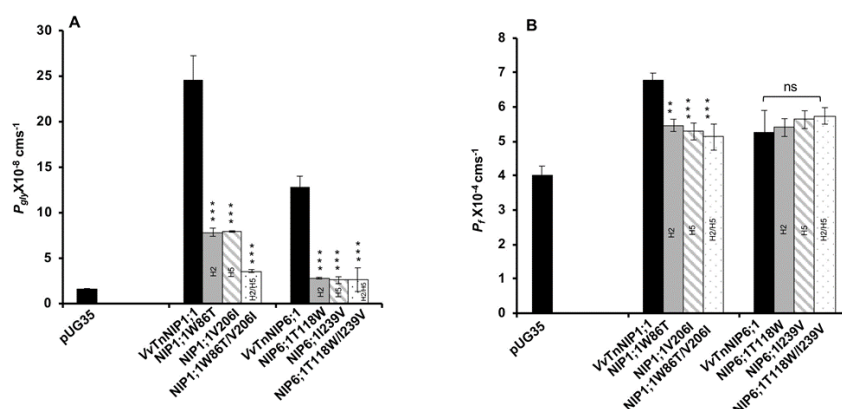 A
P_gly X10⁻⁸ cms⁻¹
30
25
20
15
10
5
0
***
***
***
***
***
***
H2
H5
H2/H5
H2
H5
H2/H5
pUG35
VvTnNIP1;1
NIP1;1W86T
NIP1;1V206I
NIP1;1W86T/V206I
VvTnNIP6;1
NIP6;1T118W
NIP6;1I239V
NIP6;1T118W/I239V
B
P_f X10⁻⁴ cms⁻¹
8
7
6
5
4
3
2
1
0
**
***
***
ns
H2
H5
H2/H5
H2
H5
H2/H5
pUG35
VvTnNIP1;1
NIP1;1W86T
NIP1;1V206I
NIP1;1W86T/V206I
VvTnNIP6;1
NIP6;1T118W
NIP6;1I239V
NIP6;1T118W/I239V